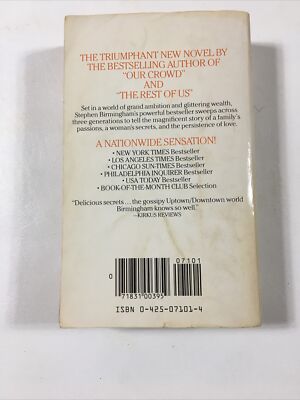 THE TRIUMPHANT NEW NOVEL BY
THE BESTSELLING AUTHOR OF
"OUR CROWD"
AND
"THE REST OF US"
Set in a world of grand ambition and glittering wealth,
Stephen Birmingham's powerful bestseller sweeps across
three generations to tell the magnificent story of a family's
passions, a woman's secrets, and the persistence of love.
A NATIONWIDE SENSATION!
• NEW YORK TIMES Bestseller
• LOS ANGELES TIMES Bestseller
• CHICAGO SUN-TIMES Bestseller
• PHILADELPHIA INQUIRER Bestseller
• USA TODAY Bestseller
• BOOK-OF-THE-MONTH CLUB Selection
"Delicious secrets ... the gossipy Uptown/Downtown world
Birmingham knows so well."
—KIRKUS REVIEWS
07101
0
71831 00395
ISBN 0-425-07101-4